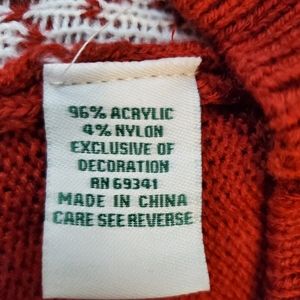 96% ACRYLIC
4% NYLON
EXCLUSIVE OF
DECORATION
RN 69341
MADE IN CHINA
CARE SEE REVERSE